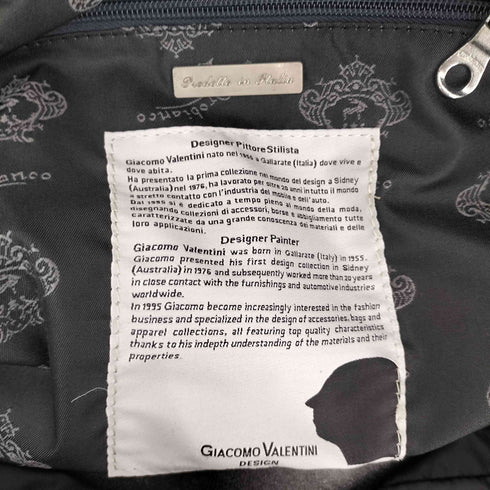 Prodotto in Italia
Orobianco
Designer Pittore Stilista
Giacomo Valentini nato nel 1955 a Gallarate (Italia) dove vive e
dove abita.
Ha presentato la prima collezione nel mondo del design a Sidney
(Australia) nel 1976, ha lavorato per oltre 20 anni in tutto il mondo
a stretto contatto con l'industria del mobile e dell'auto.
Dal 1995 si è dedicato a tempo pieno al mondo della moda,
disegnando collezioni di accessori, borse e abbigliamento tutte
caratterizzate da una grande conoscenza dei materiali e delle
loro applicazioni.
Designer Painter
Giacomo Valentini was born in Gallarate (Italy) in 1955.
Giacomo presented his first design collection in Sidney
(Australia) in 1976 and subsequently worked more than 20 years
in close contact with the furnishings and automotive industries
worldwide.
In 1995 Giacomo become increasingly interested in the fashion
business and specialized in the design of accessories. bags and
apparel collections, all featuring top quality characteristics
thanks to his indepth understanding of the materials and their
properties.
GIACOMO VALENTINI
DESIGN